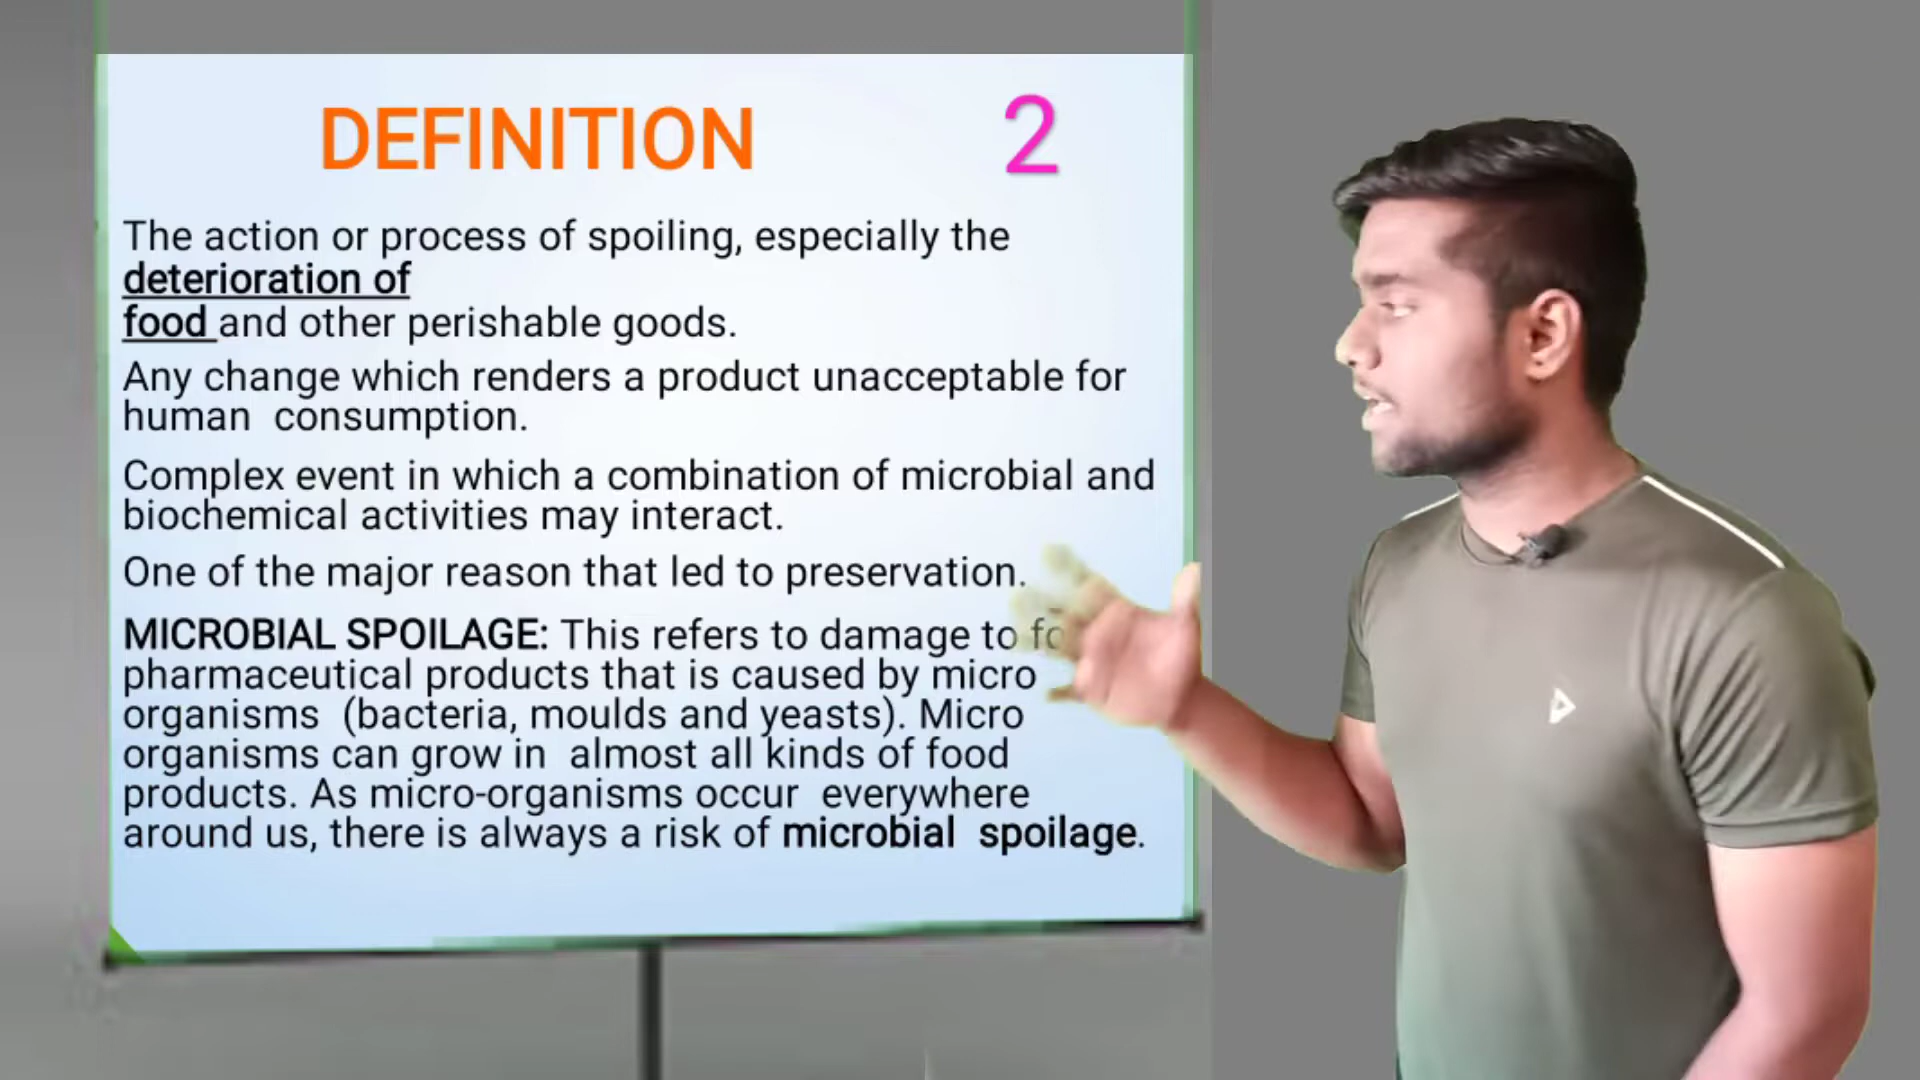 DEFINITION 2
The action or process of spoiling, especially the
deterioration of
food and other perishable goods.
Any change which renders a product unacceptable for
human consumption.
Complex event in which a combination of microbial and
biochemical activities may interact.
One of the major reason that led to preservation.
MICROBIAL SPOILAGE: This refers to damage to
pharmaceutical products that is caused by micro
organisms (bacteria, moulds and yeasts). Micro
organisms can grow in almost all kinds of food
products. As micro-organisms occur everywhere
around us, there is always a risk of microbial spoilage.